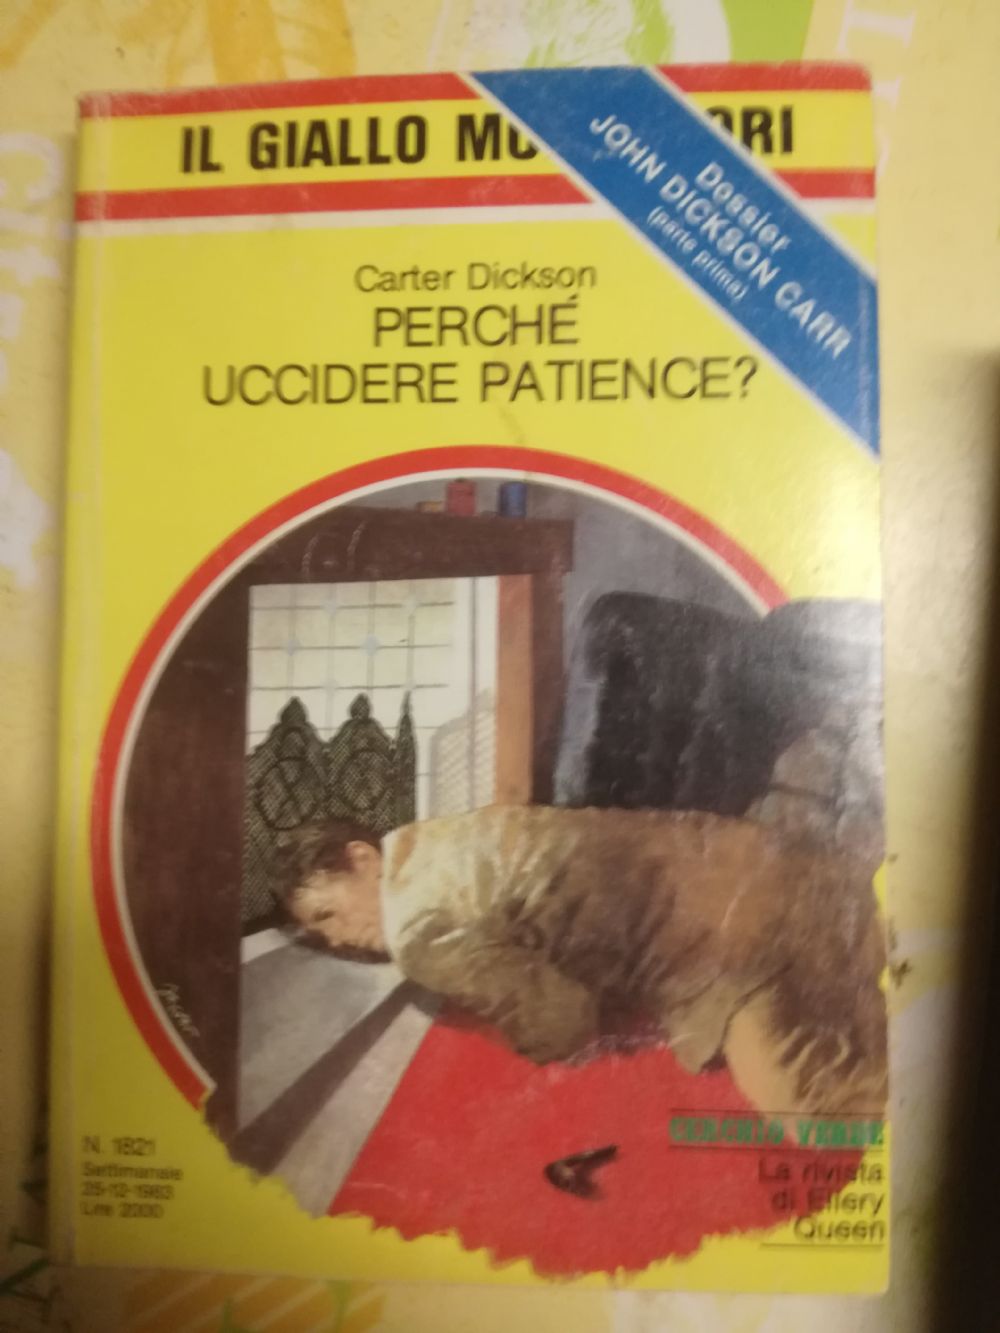 IL GIALLO MO ORI
Dossier
JOHN DICKSON CARR
(parte prima)
Carter Dickson
PERCHÉ
UCCIDERE PATIENCE?
N. 1821
Settimanale
25-12-1983
Lire 2000
CERCHIO VERDE
La rivista
di Ellery
Queen